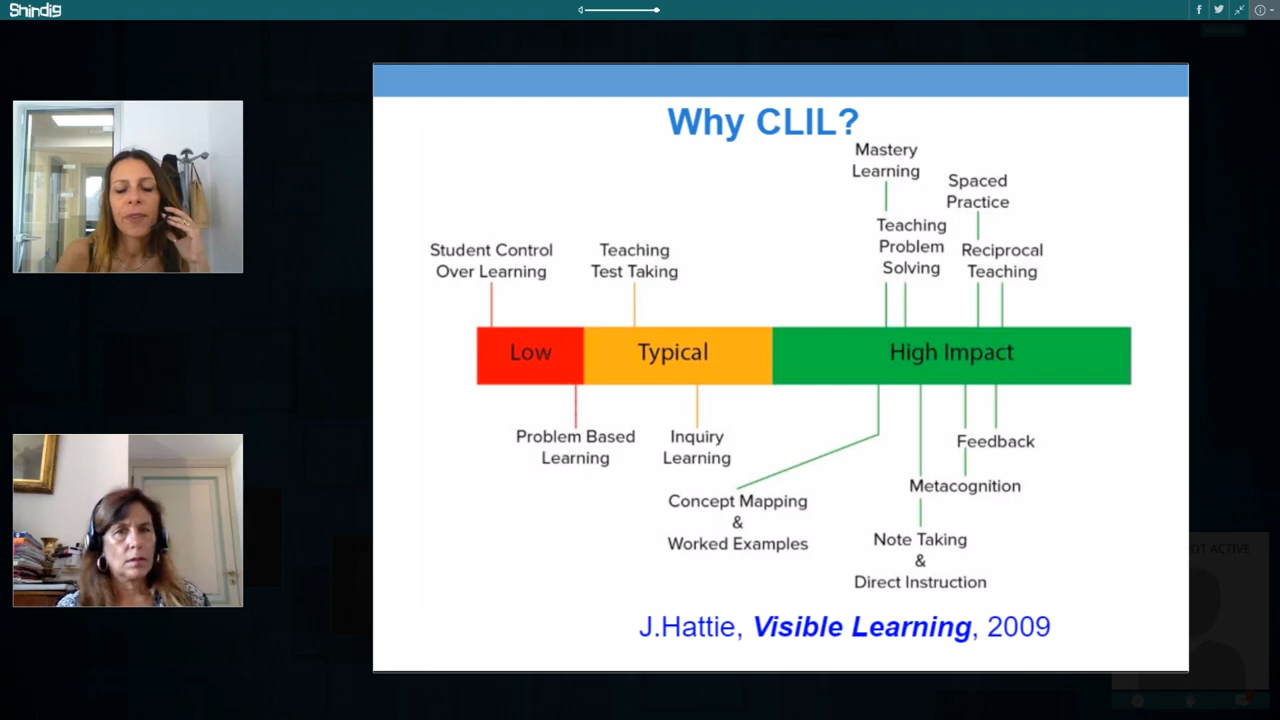 Shindig
Why CLIL?
Mastery
Learning
Spaced
Practice
Teaching
Problem
Solving
Reciprocal
Teaching
Student Control
Over Learning
Teaching
Test Taking
Low
Typical
High Impact
Problem Based
Learning
Inquiry
Learning
Feedback
Metacognition
Concept Mapping
&
Worked Examples
Note Taking
&
Direct Instruction
J.Hattie, Visible Learning, 2009
ACTIVE